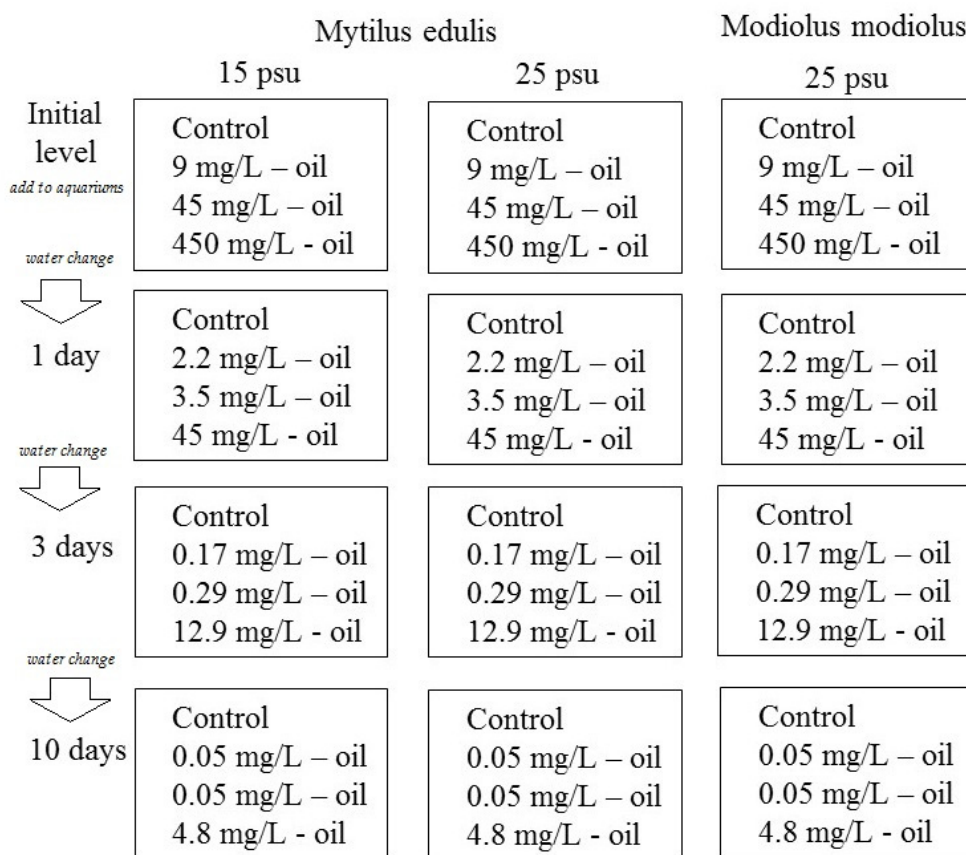 Mytilus edulis
Modiolus modiolus
15 psu
25 psu
25 psu
Initial
level
add to aquariums
Control
9 mg/L – oil
45 mg/L – oil
450 mg/L - oil
Control
9 mg/L – oil
45 mg/L – oil
450 mg/L - oil
Control
9 mg/L – oil
45 mg/L – oil
450 mg/L - oil
water change
1 day
Control
2.2 mg/L – oil
3.5 mg/L – oil
45 mg/L - oil
Control
2.2 mg/L – oil
3.5 mg/L – oil
45 mg/L - oil
Control
2.2 mg/L – oil
3.5 mg/L – oil
45 mg/L - oil
water change
3 days
Control
0.17 mg/L – oil
0.29 mg/L – oil
12.9 mg/L - oil
Control
0.17 mg/L – oil
0.29 mg/L – oil
12.9 mg/L - oil
Control
0.17 mg/L – oil
0.29 mg/L – oil
12.9 mg/L - oil
water change
10 days
Control
0.05 mg/L – oil
0.05 mg/L – oil
4.8 mg/L - oil
Control
0.05 mg/L – oil
0.05 mg/L – oil
4.8 mg/L - oil
Control
0.05 mg/L – oil
0.05 mg/L – oil
4.8 mg/L - oil